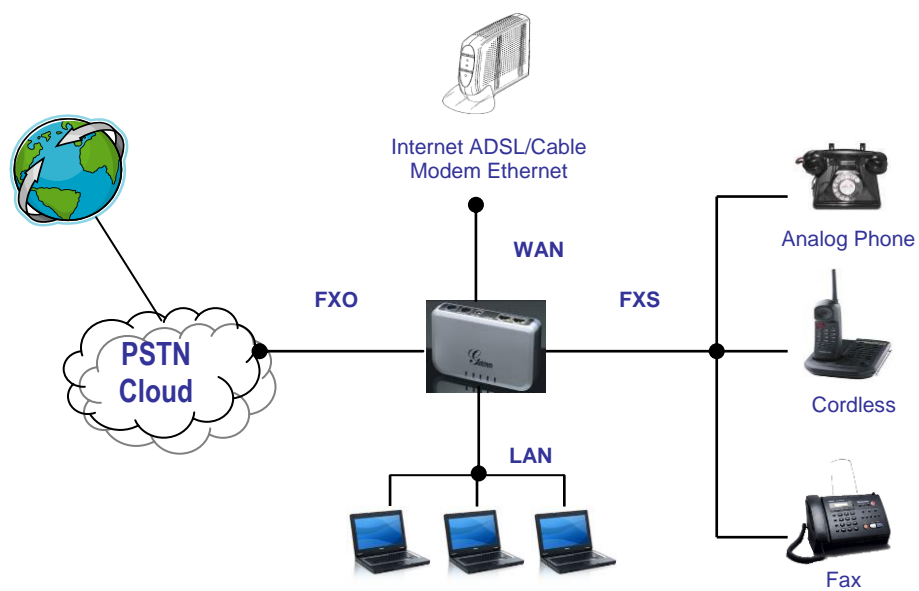 Internet ADSL/Cable
Modem Ethernet
WAN
FXO
FXS
PSTN
Cloud
LAN
Analog Phone
Cordless
Fax